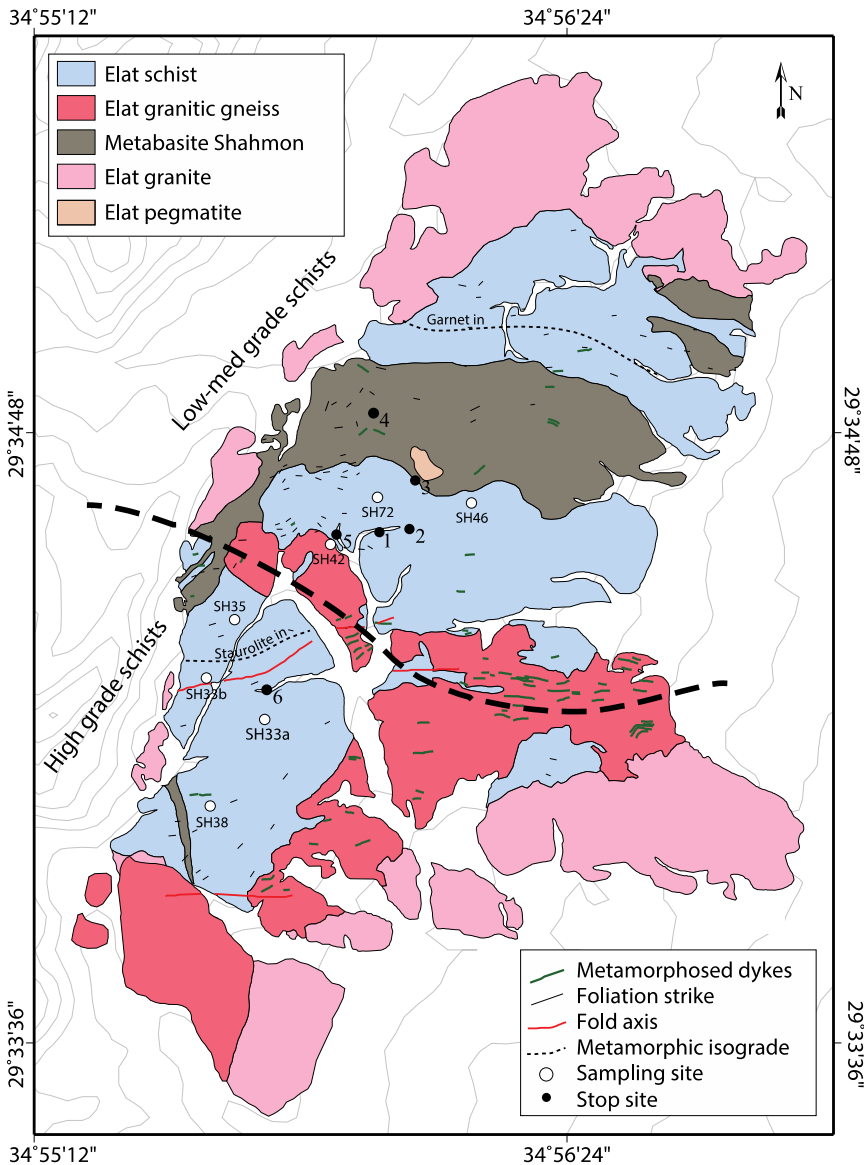 34°55'12"
34°56'24"
Elat schist
Elat granitic gneiss
Metabasite Shahmon
Elat granite
Elat pegmatite
N
Low-med grade schists
Garnet in
29°34'48"
29°34'48"
4
3
SH72
SH46
5
1
2
SH42
SH35
Staurolite in
High grade schists
SH33b
6
SH33a
SH38
Metamorphosed dykes
Foliation strike
Fold axis
Metamorphic isograde
Sampling site
Stop site
29°33'36"
29°33'36"
34°55'12"
34°56'24"